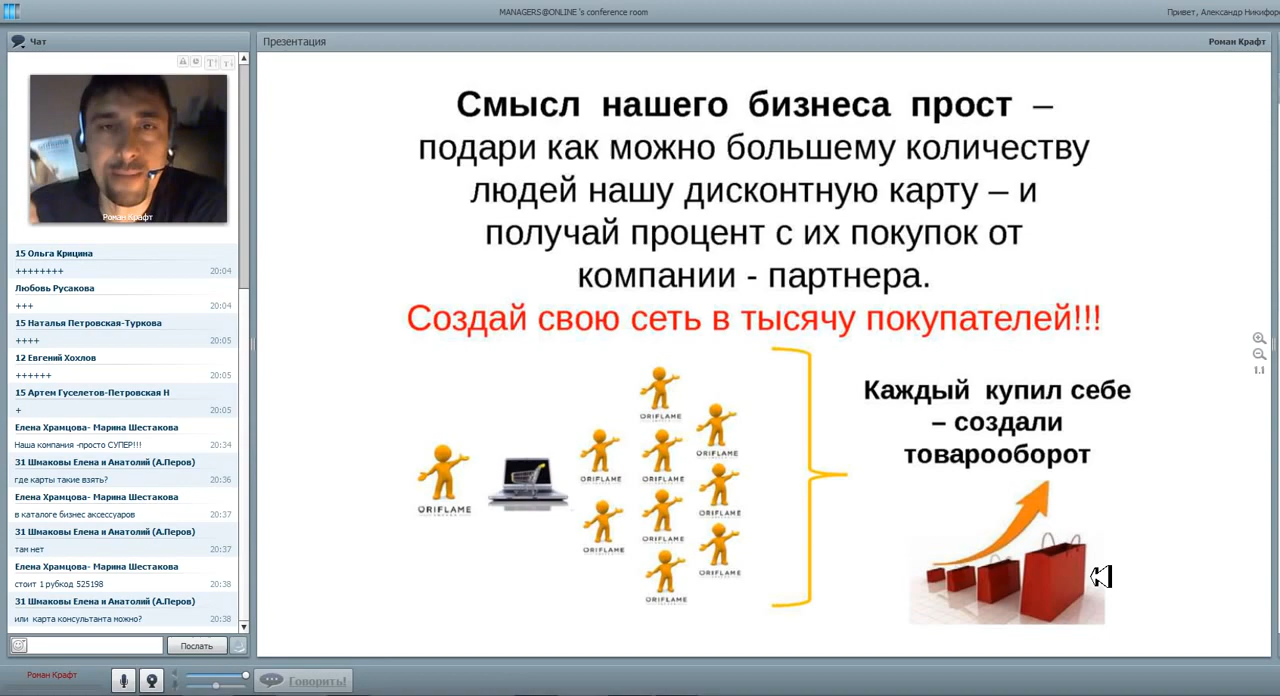 MANAGERS@ONLINE 's conference room
Привет, Александр Никифор
Чат
Роман Крафт
15 Ольга Крицина
++++++++ 20:04
Любовь Русакова
+++ 20:04
15 Наталья Петровская-Туркова
++++ 20:05
12 Евгений Хохлов
++++++ 20:05
15 Артем Гуселетов-Петровская Н
+ 20:05
Елена Храмцова- Марина Шестакова
Наша компания -просто СУПЕР!!! 20:34
31 Шмаковы Елена и Анатолий (А.Перов)
где карты такие взять? 20:36
Елена Храмцова- Марина Шестакова
в каталоге бизнес аксессуаров 20:37
31 Шмаковы Елена и Анатолий (А.Перов)
там нет 20:37
Елена Храмцова- Марина Шестакова
стоит 1 рубкод 525198 20:38
31 Шмаковы Елена и Анатолий (А.Перов)
или карта консультанта можно? 20:38
Послать
Презентация
Роман Крафт
Смысл нашего бизнеса прост –
подари как можно большему количеству
людей нашу дисконтную карту – и
получай процент с их покупок от
компании - партнера.
Создай свою сеть в тысячу покупателей!!!
ORIFLAME
ORIFLAME
ORIFLAME
ORIFLAME
ORIFLAME
ORIFLAME
ORIFLAME
ORIFLAME
ORIFLAME
ORIFLAME
ORIFLAME
Каждый купил себе
– создали
товарооборот
1.1
Роман Крафт
Говорить!